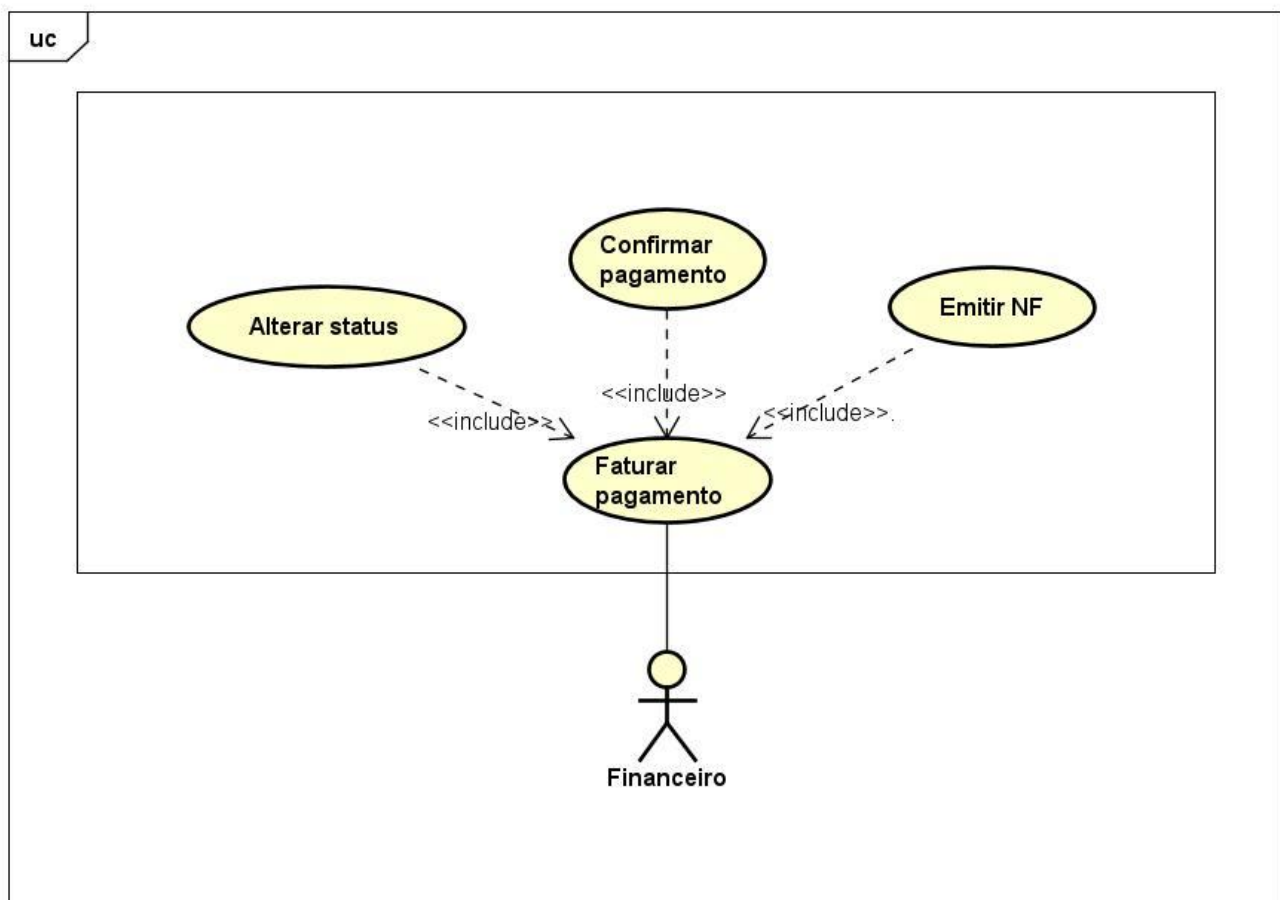 uc
Confirmar
pagamento
Emitir NF
Alterar status
<<include>>
<<include>>
<<include>>.
Faturar
pagamento
Financeiro